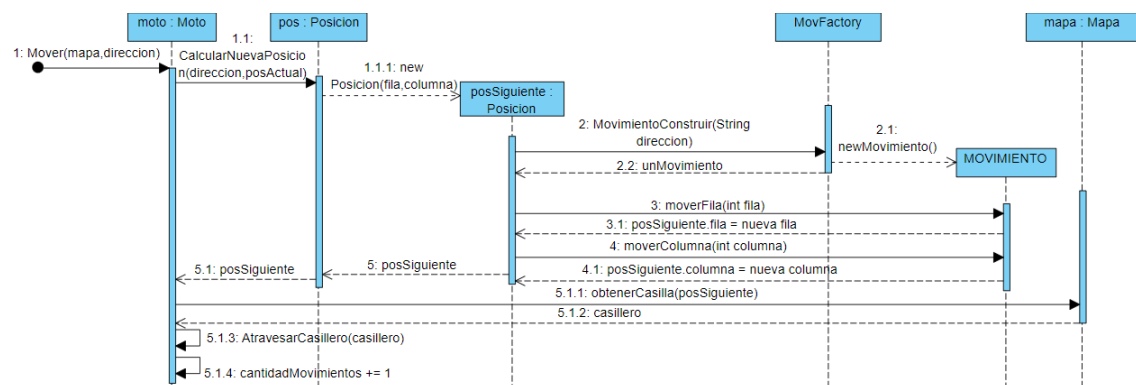 moto : Moto
pos : Posicion
MovFactory
mapa : Mapa
1: Mover(mapa,direccion)
1.1:
CalcularNuevaPosicio
n(direccion,posActual)
1.1.1: new
Posicion(fila,columna)
posSiguiente :
Posicion
2: MovimientoConstruir(String
direccion)
2.1:
newMovimiento()
MOVIMIENTO
2.2: unMovimiento
3: moverFila(int fila)
3.1: posSiguiente.fila = nueva fila
4: moverColumna(int columna)
4.1: posSiguiente.columna = nueva columna
5: posSiguiente
5.1: posSiguiente
5.1.1: obtenerCasilla(posSiguiente)
5.1.2: casillero
5.1.3: AtravesarCasillero(casillero)
5.1.4: cantidadMovimientos += 1